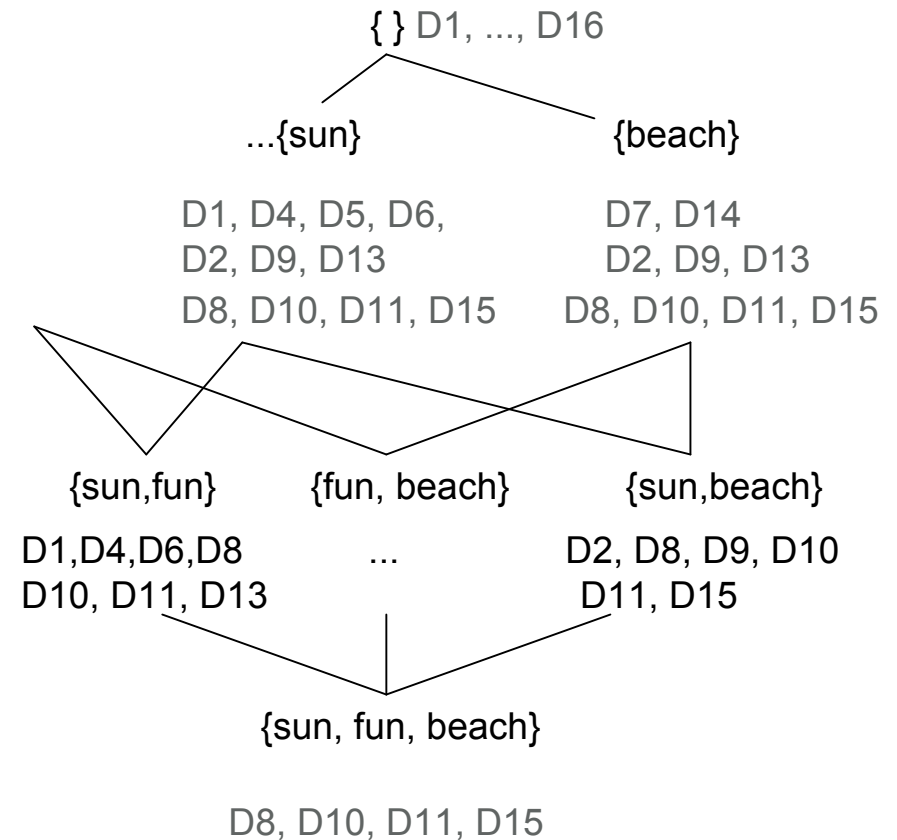 { } D1, ..., D16
...{sun}
{beach}
D1, D4, D5, D6,
D2, D9, D13
D8, D10, D11, D15
D7, D14
D2, D9, D13
D8, D10, D11, D15
{sun,fun}
{fun, beach}
{sun,beach}
D1,D4,D6,D8
D10, D11, D13
...
D2, D8, D9, D10
D11, D15
{sun, fun, beach}
D8, D10, D11, D15